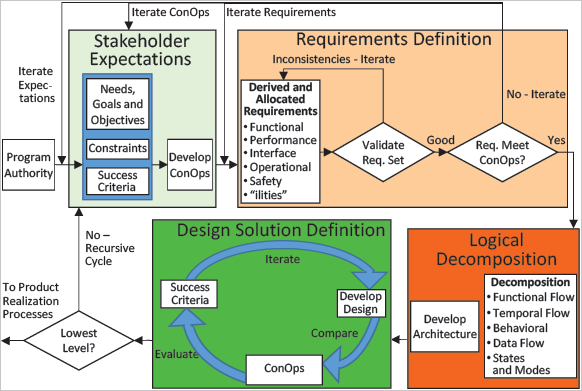 Iterate ConOps
Iterate Requirements
Stakeholder
Expectations
Requirements Definition
Iterate
Expec-
tations
Needs,
Goals and
Objectives
Constraints
Success
Criteria
Program
Authority
Develop
ConOps
Inconsistencies - Iterate
Derived and
Allocated
Requirements
• Functional
• Performance
• Interface
• Operational
• Safety
• “ilities”
Validate
Req. Set
Good
Req. Meet
ConOps?
No - Iterate
Yes
Logical
Decomposition
Decomposition
• Functional Flow
• Temporal Flow
• Behavioral
• Data Flow
• States
and Modes
Develop
Architecture
Design Solution Definition
Iterate
Success
Criteria
Develop
Design
Compare
ConOps
Evaluate
No –
Recursive
Cycle
Lowest
Level?
To Product
Realization
Processes